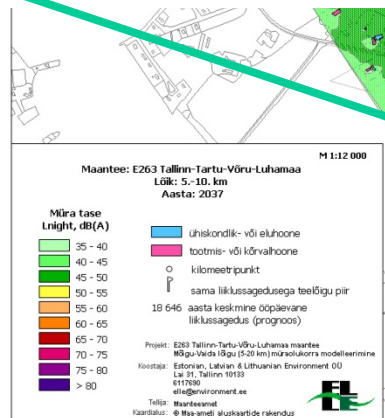 M 1:12 000
Maantee: E263 Tallinn-Tartu-Võru-Luhamaa
Lõik: 5.-10. km
Aasta: 2037
Müra tase
Lnight, dB(A)
35 - 40
40 - 45
45 - 50
50 - 55
55 - 60
60 - 65
65 - 70
70 - 75
75 - 80
> 80
ühiskondlik- või eluhoone
tootmis- või kõrvalhoone
kilomeetripunkt
sama liiklussagedusega teelõigu piir
18 646 aasta keskmine ööpäevane
liiklussagedus (prognoos)
Projekt: E263 Tallinn-Tartu-Võru-Luhamaa maantee
Mõigu-Vaida lõigu (5-20 km) müraolukorra modelleerimine
Koostaja: Estonian, Latvian & Lithuanian Environment OÜ
Lai 31, Tallinn 10133
6117690
elle@environment.ee
Tellija: Maanteeamet
Kaardialus: © Maa-ameti aluskaartide rakendus
ELLE